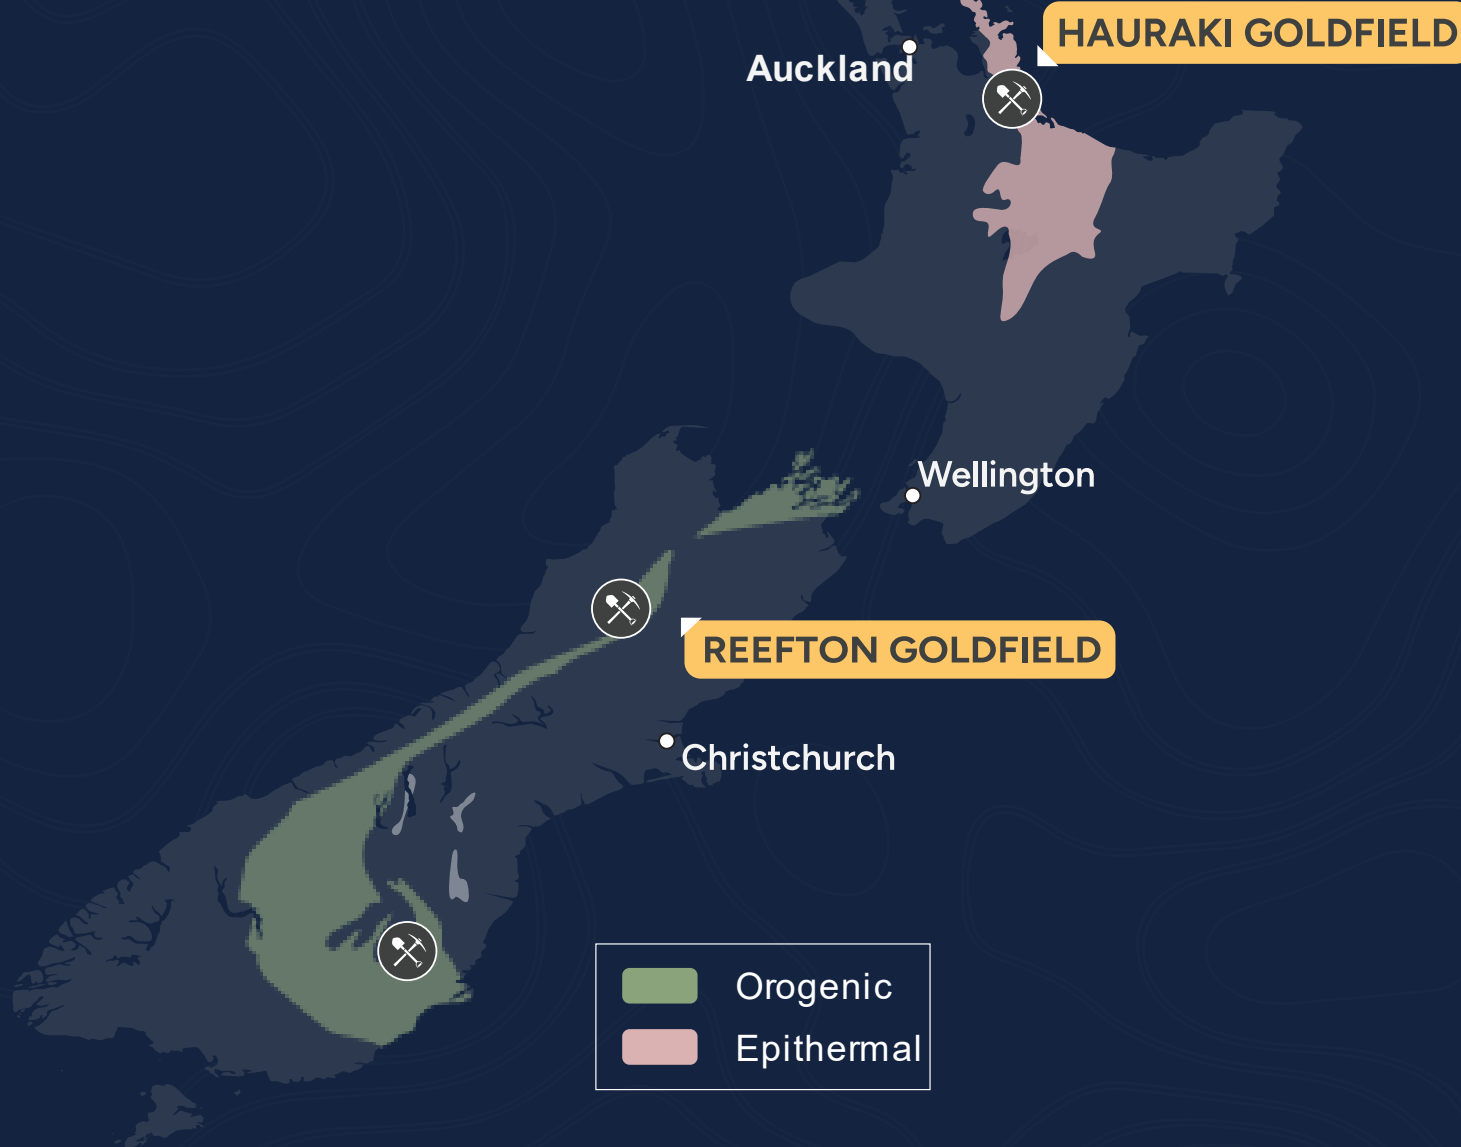 HAURAKI GOLDFIELD
Auckland
Wellington
REEFTON GOLDFIELD
Christchurch
Orogenic
Epithermal